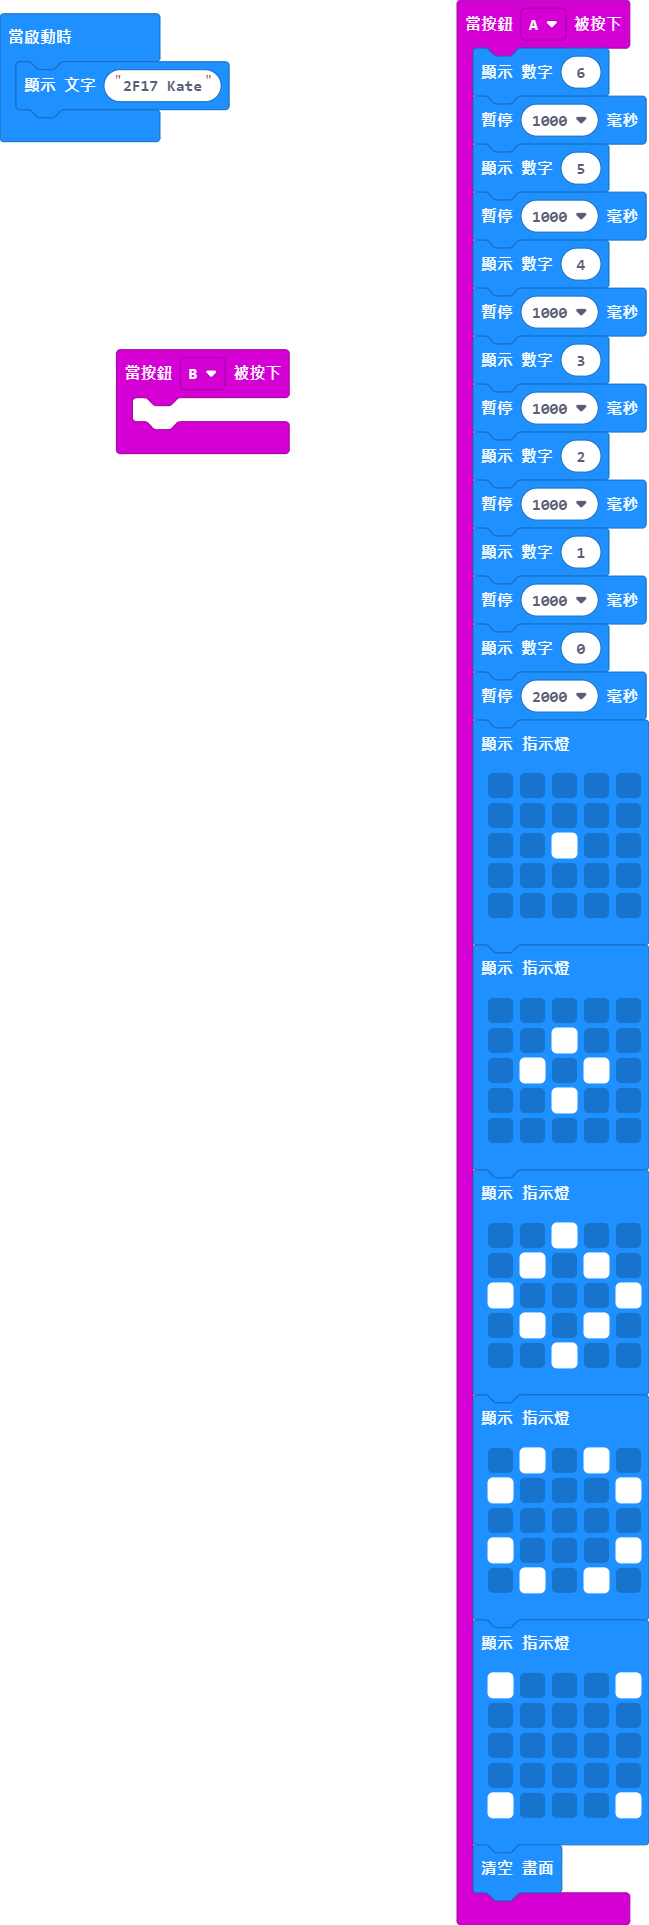 當啟動時
顯示 文字 "2F17 Kate"
當按鈕 B 被按下
當按鈕 A 被按下
顯示 數字 6
暫停 1000 毫秒
顯示 數字 5
暫停 1000 毫秒
顯示 數字 4
暫停 1000 毫秒
顯示 數字 3
暫停 1000 毫秒
顯示 數字 2
暫停 1000 毫秒
顯示 數字 1
暫停 1000 毫秒
顯示 數字 0
暫停 2000 毫秒
顯示 指示燈
顯示 指示燈
顯示 指示燈
顯示 指示燈
顯示 指示燈
清空 畫面